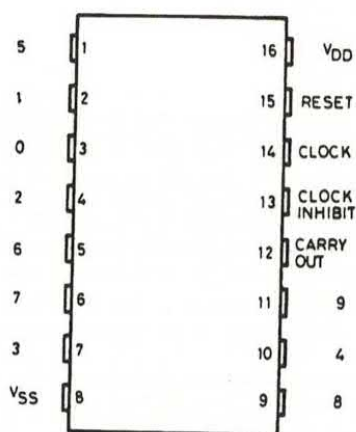 5 1 16 VDD
1 2 15 RESET
0 3 14 CLOCK
2 4 13 CLOCK INHIBIT
6 5 12 CARRY OUT
7 6 11 9
3 7 10 4
VSS 8 9 8